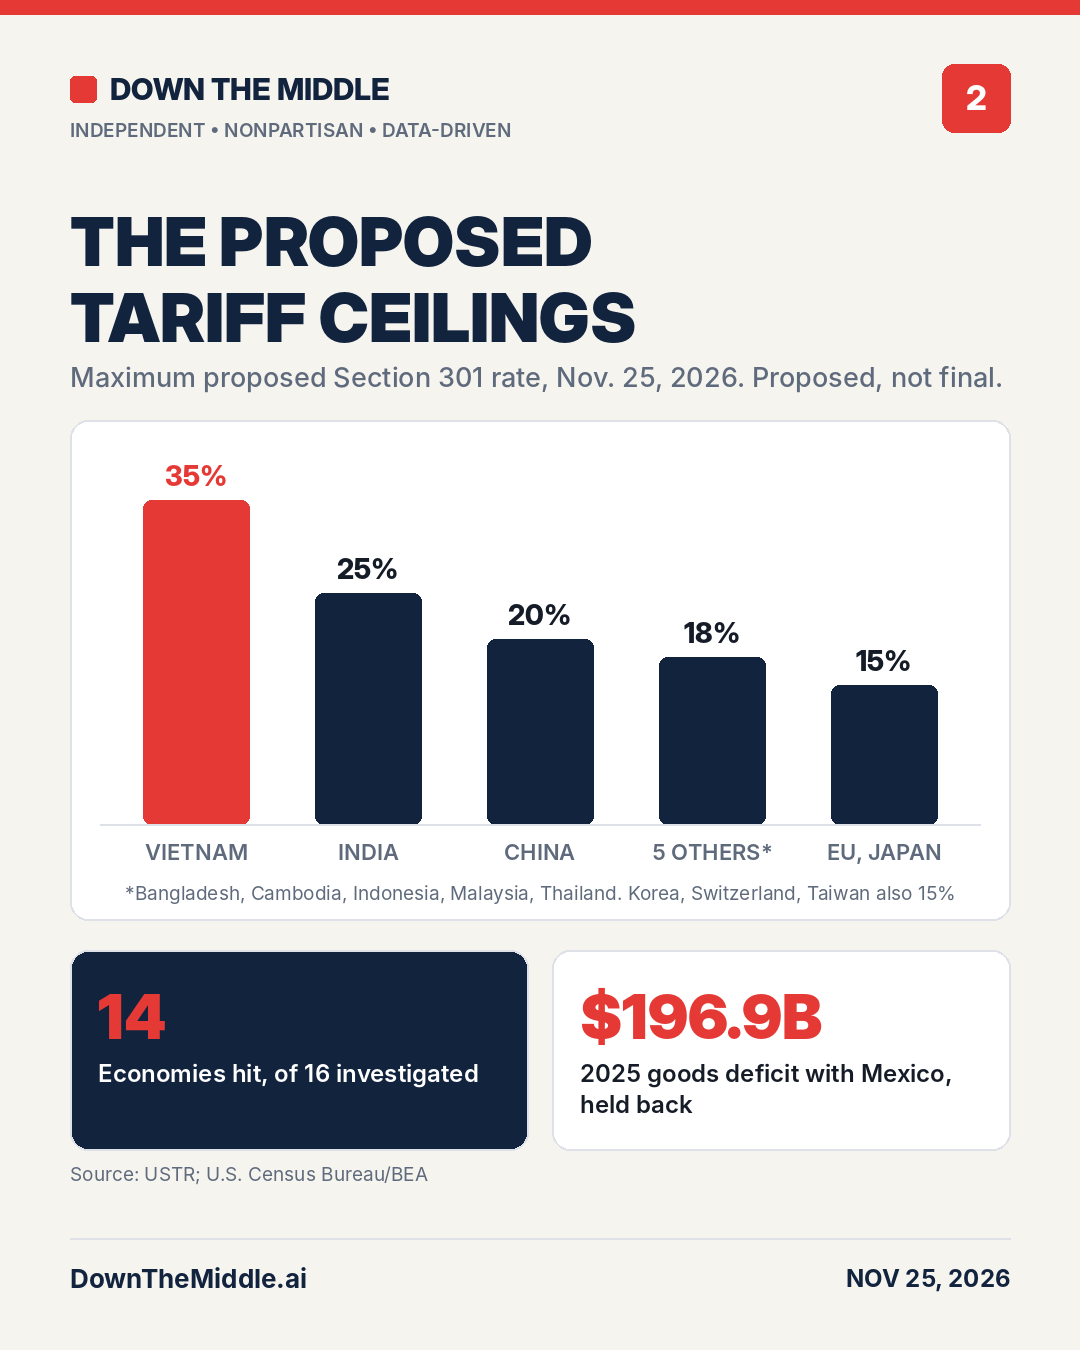 DOWN THE MIDDLE
2
INDEPENDENT • NONPARTISAN • DATA-DRIVEN
THE PROPOSED
TARIFF CEILINGS
Maximum proposed Section 301 rate, Nov. 25, 2026. Proposed, not final.
35%
25%
20%
18%
15%
VIETNAM
INDIA
CHINA
5 OTHERS*
EU, JAPAN
*Bangladesh, Cambodia, Indonesia, Malaysia, Thailand. Korea, Switzerland, Taiwan also 15%
14
Economies hit, of 16 investigated
$196.9B
2025 goods deficit with Mexico,
held back
Source: USTR; U.S. Census Bureau/BEA
DownTheMiddle.ai
NOV 25, 2026